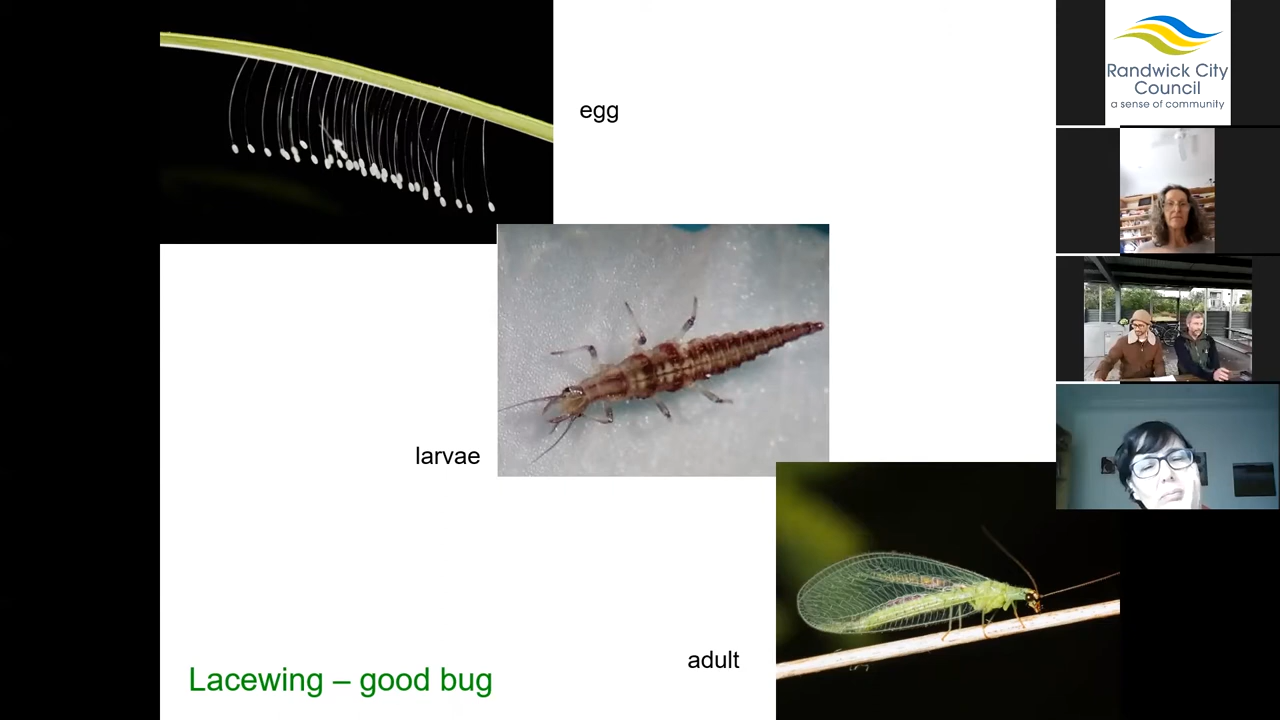 egg
larvae
adult
Lacewing – good bug
Randwick City
Council
a sense of community